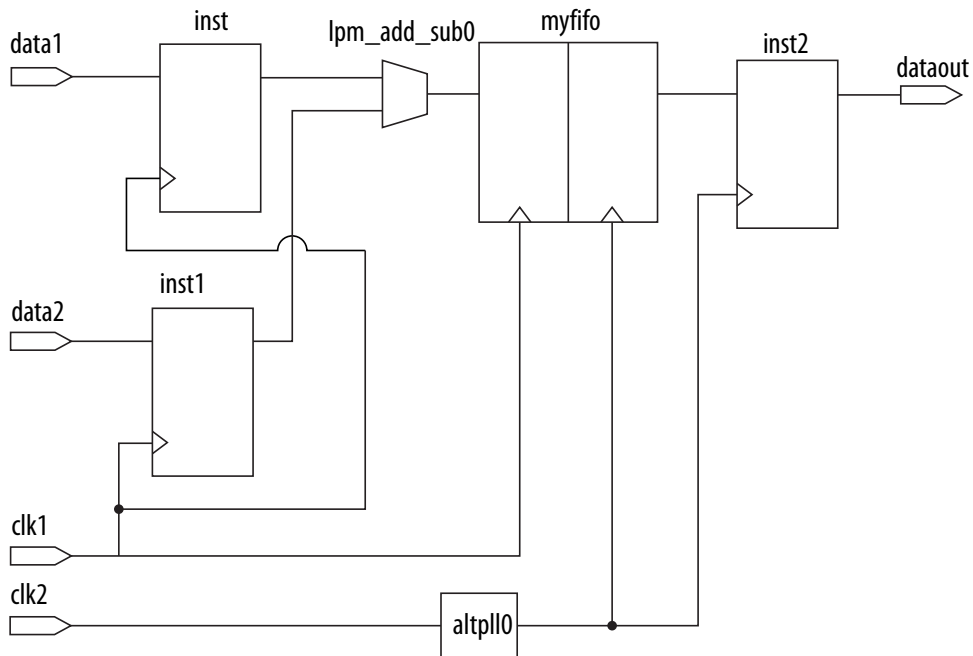 data1
inst
lpm_add_sub0
myfifo
inst2
dataout
data2
inst1
clk1
clk2
altpll0